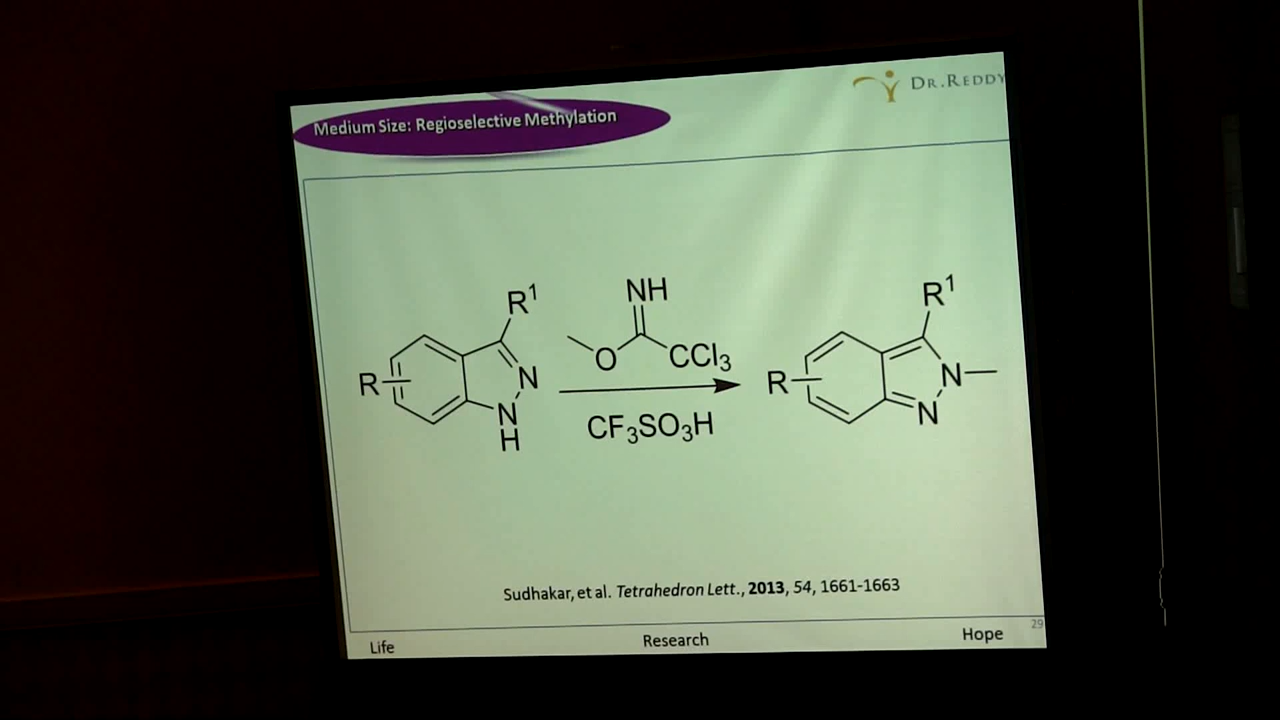 DR.REDDY
Medium Size: Regioselective Methylation
R¹
NH
R¹
O
CCl₃
R
N
N
H
CF₃SO₃H
R
N
N
Sudhakar, et al. Tetrahedron Lett., 2013, 54, 1661-1663
Life
Research
Hope
29